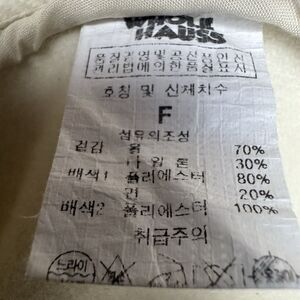 WHOLE
HAUSS
품질경영및공산품안전
관리법에의한품질표시
호칭 및 신체치수
F
섬유의조성
겉감 울 70%
나일론 30%
배색1 폴리에스터 80%
면 20%
배색2 폴리에스터 100%
취급주의
드라이